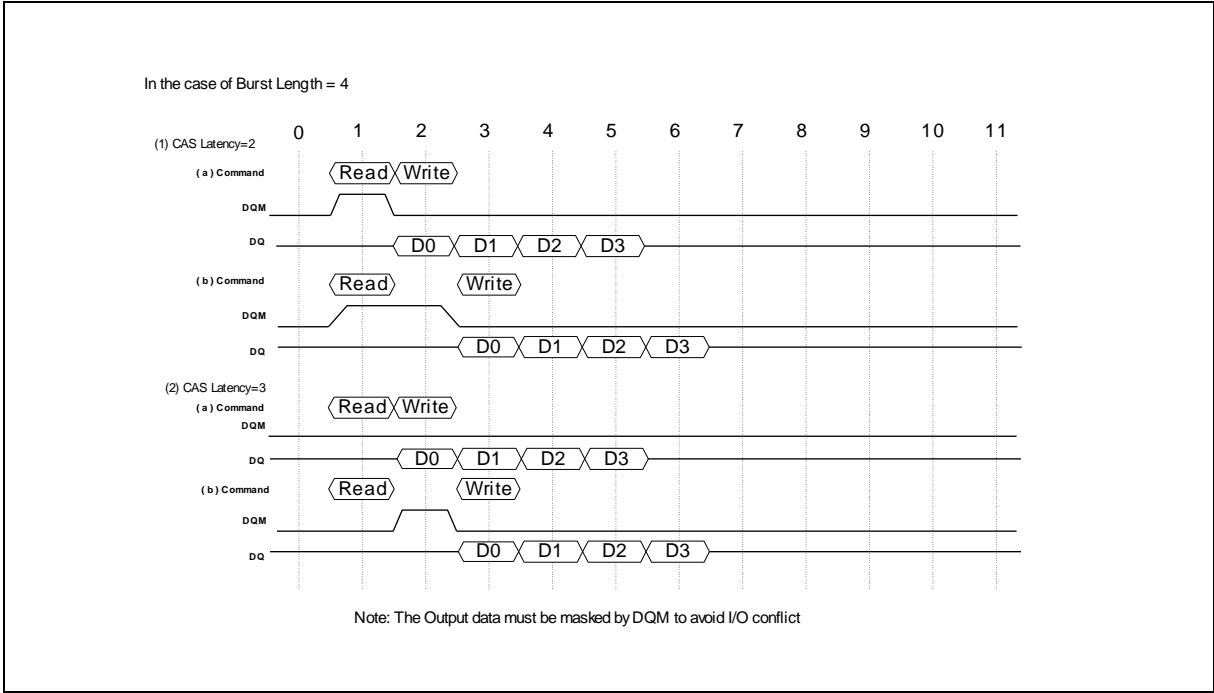 In the case of Burst Length = 4
0 1 2 3 4 5 6 7 8 9 10 11
(1) CAS Latency=2
( a ) Command Read Write
DQM
DQ D0 D1 D2 D3
( b ) Command Read Write
DQM
DQ D0 D1 D2 D3
(2) CAS Latency=3
( a ) Command Read Write
DQM
DQ D0 D1 D2 D3
( b ) Command Read Write
DQM
DQ D0 D1 D2 D3
Note: The Output data must be masked by DQM to avoid I/O conflict